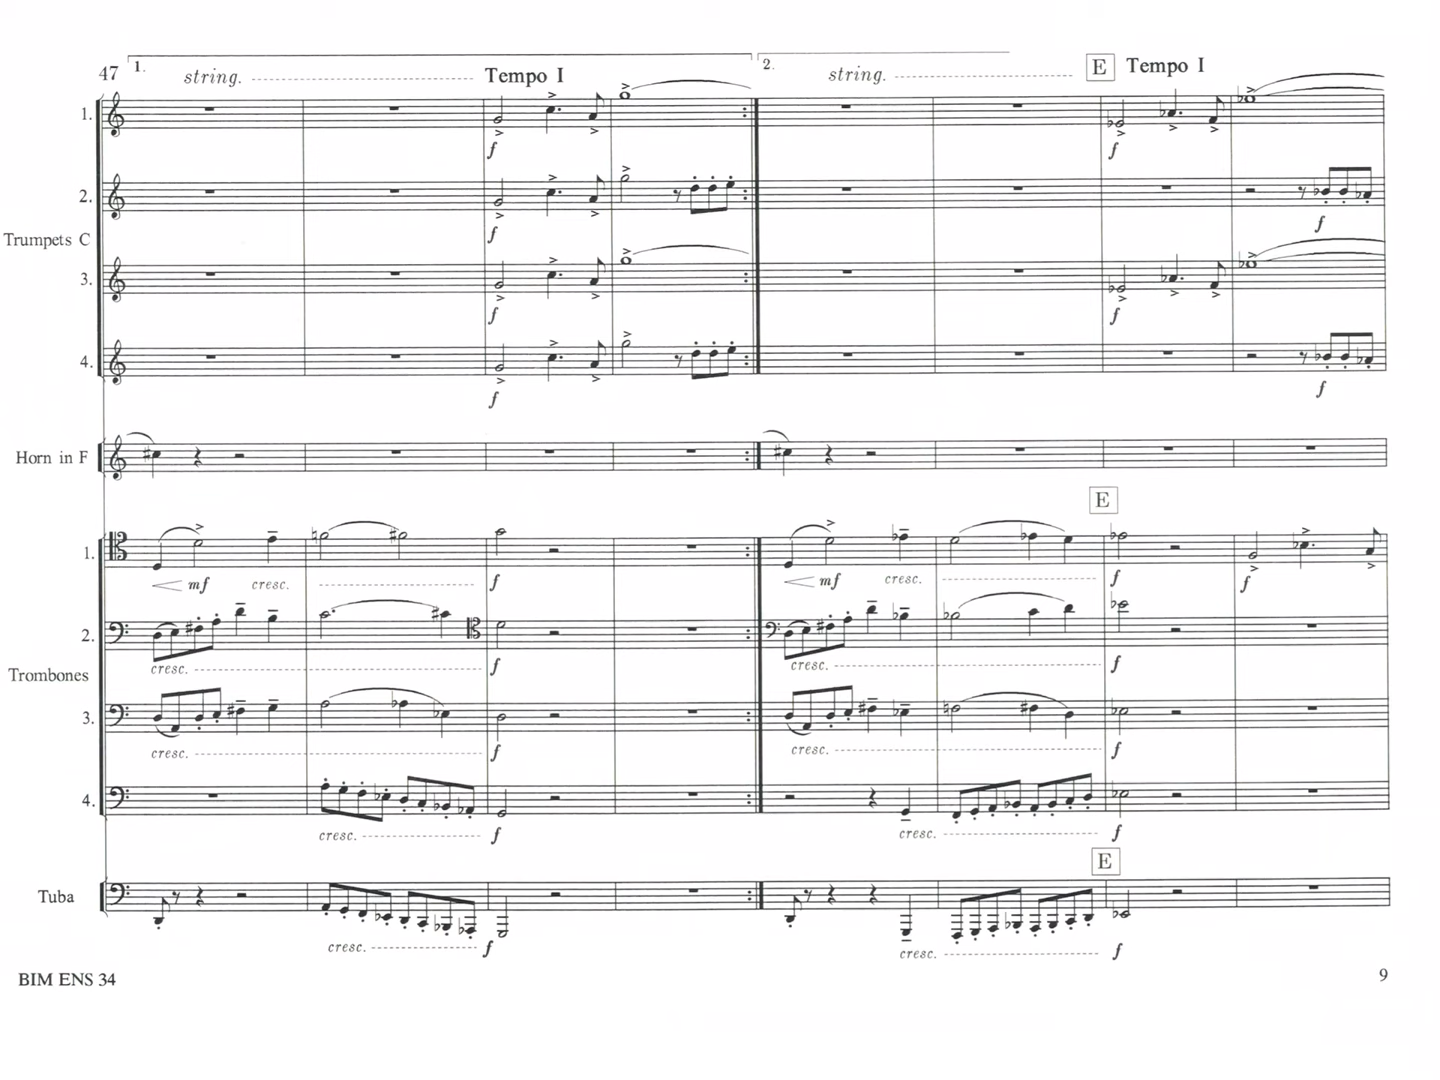 47 1. string. Tempo I 2. string. E Tempo I
1.
f f
2.
f f
Trumpets C
3.
f f
4.
f f
Horn in F
E
1.
mf cresc. f mf cresc. f f
2.
cresc. f cresc. f
Trombones
3.
cresc. f cresc. f
4.
cresc. f cresc. f
E
Tuba
cresc. f cresc. f
BIM ENS 34 9